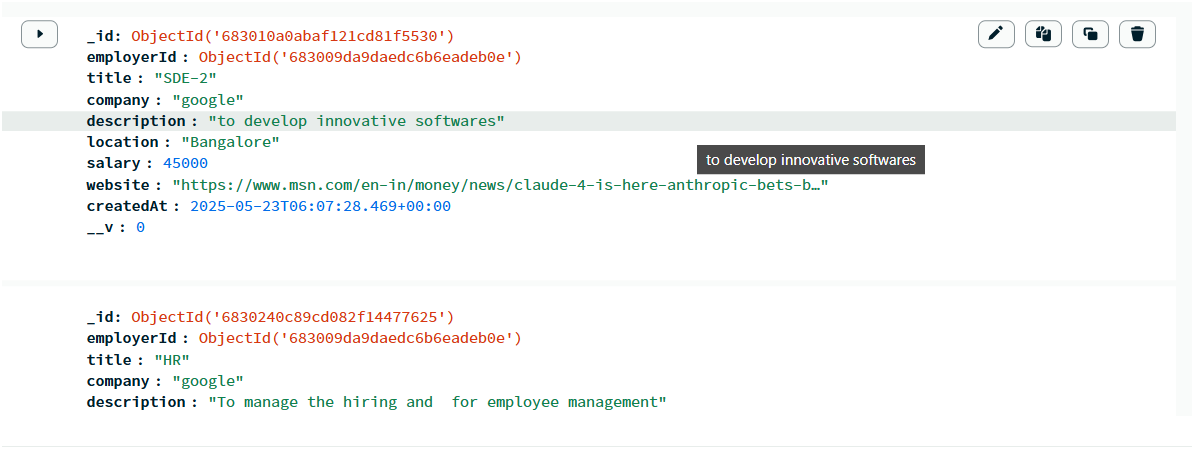 _id: ObjectId('683010a0abaf121cd81f5530')
employerId : ObjectId('683009da9daedc6b6eadeb0e')
title : "SDE-2"
company : "google"
description : "to develop innovative softwares"
location : "Bangalore"
to develop innovative softwares
salary : 45000
website : "https://www.msn.com/en-in/money/news/claude-4-is-here-anthropic-bets-b…"
createdAt : 2025-05-23T06:07:28.469+00:00
__v : 0
_id: ObjectId('6830240c89cd082f14477625')
employerId : ObjectId('683009da9daedc6b6eadeb0e')
title : "HR"
company : "google"
description : "To manage the hiring and  for employee management"